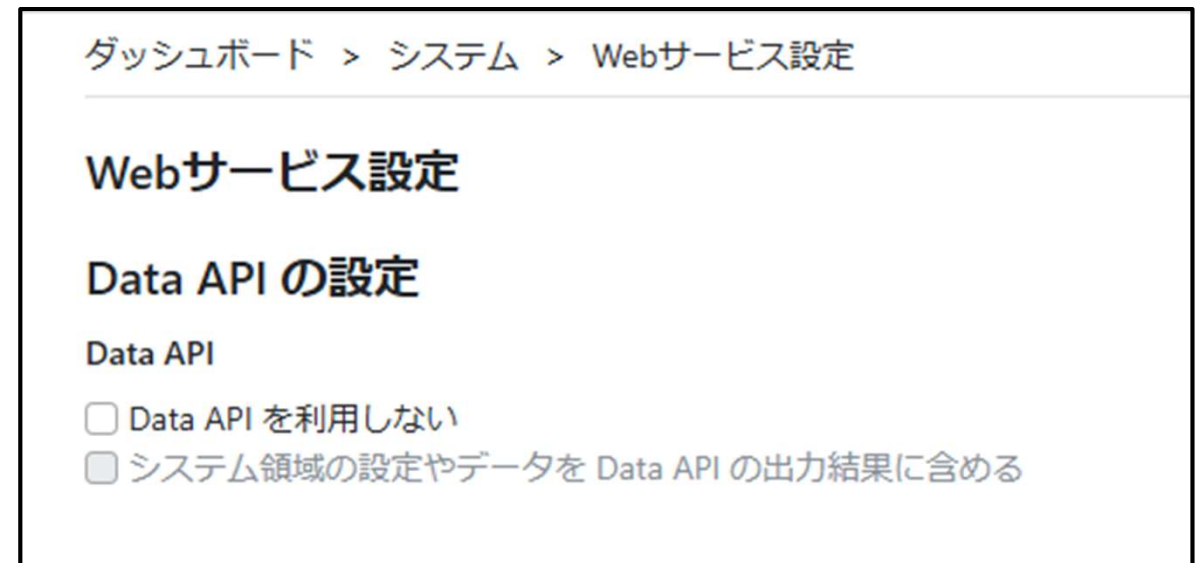 ダッシュボード > システム > Webサービス設定
Webサービス設定
Data API の設定
Data API
Data API を利用しない
システム領域の設定やデータを Data API の出力結果に含める